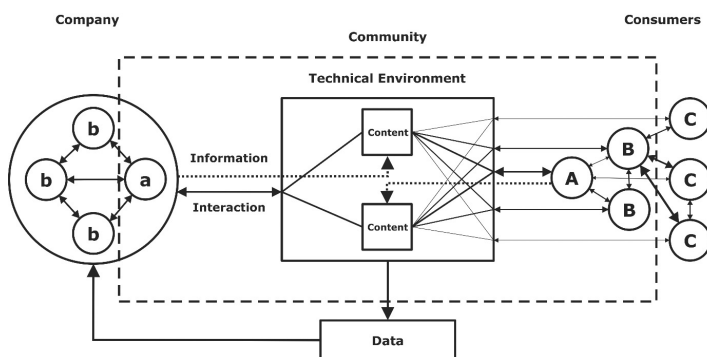 Company
Consumers
Community
Technical Environment
C
b
Content
B
Information
C
b
a
A
Interaction
B
Content
b
C
Data